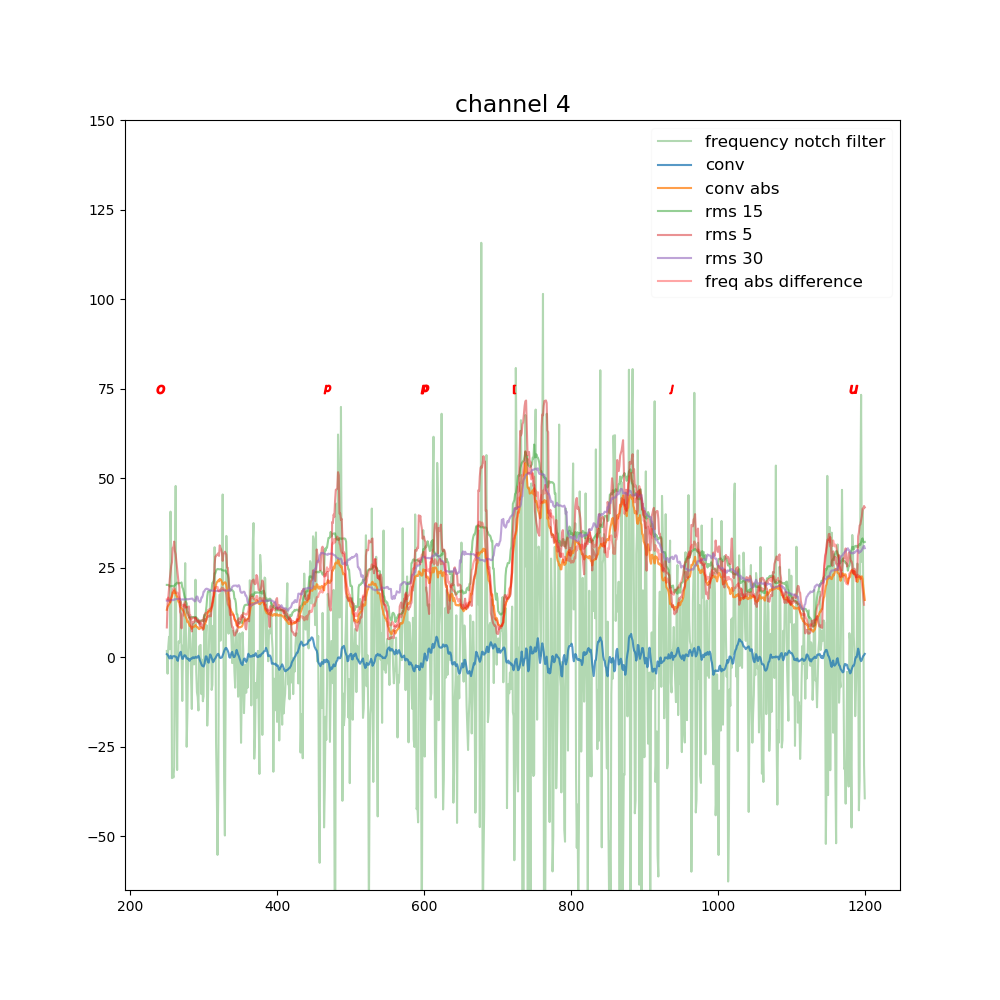 channel 4
150
125
100
75
50
25
0
−25
−50
200 400 600 800 1000 1200
frequency notch filter
conv
conv abs
rms 15
rms 5
rms 30
freq abs difference
o p p J u